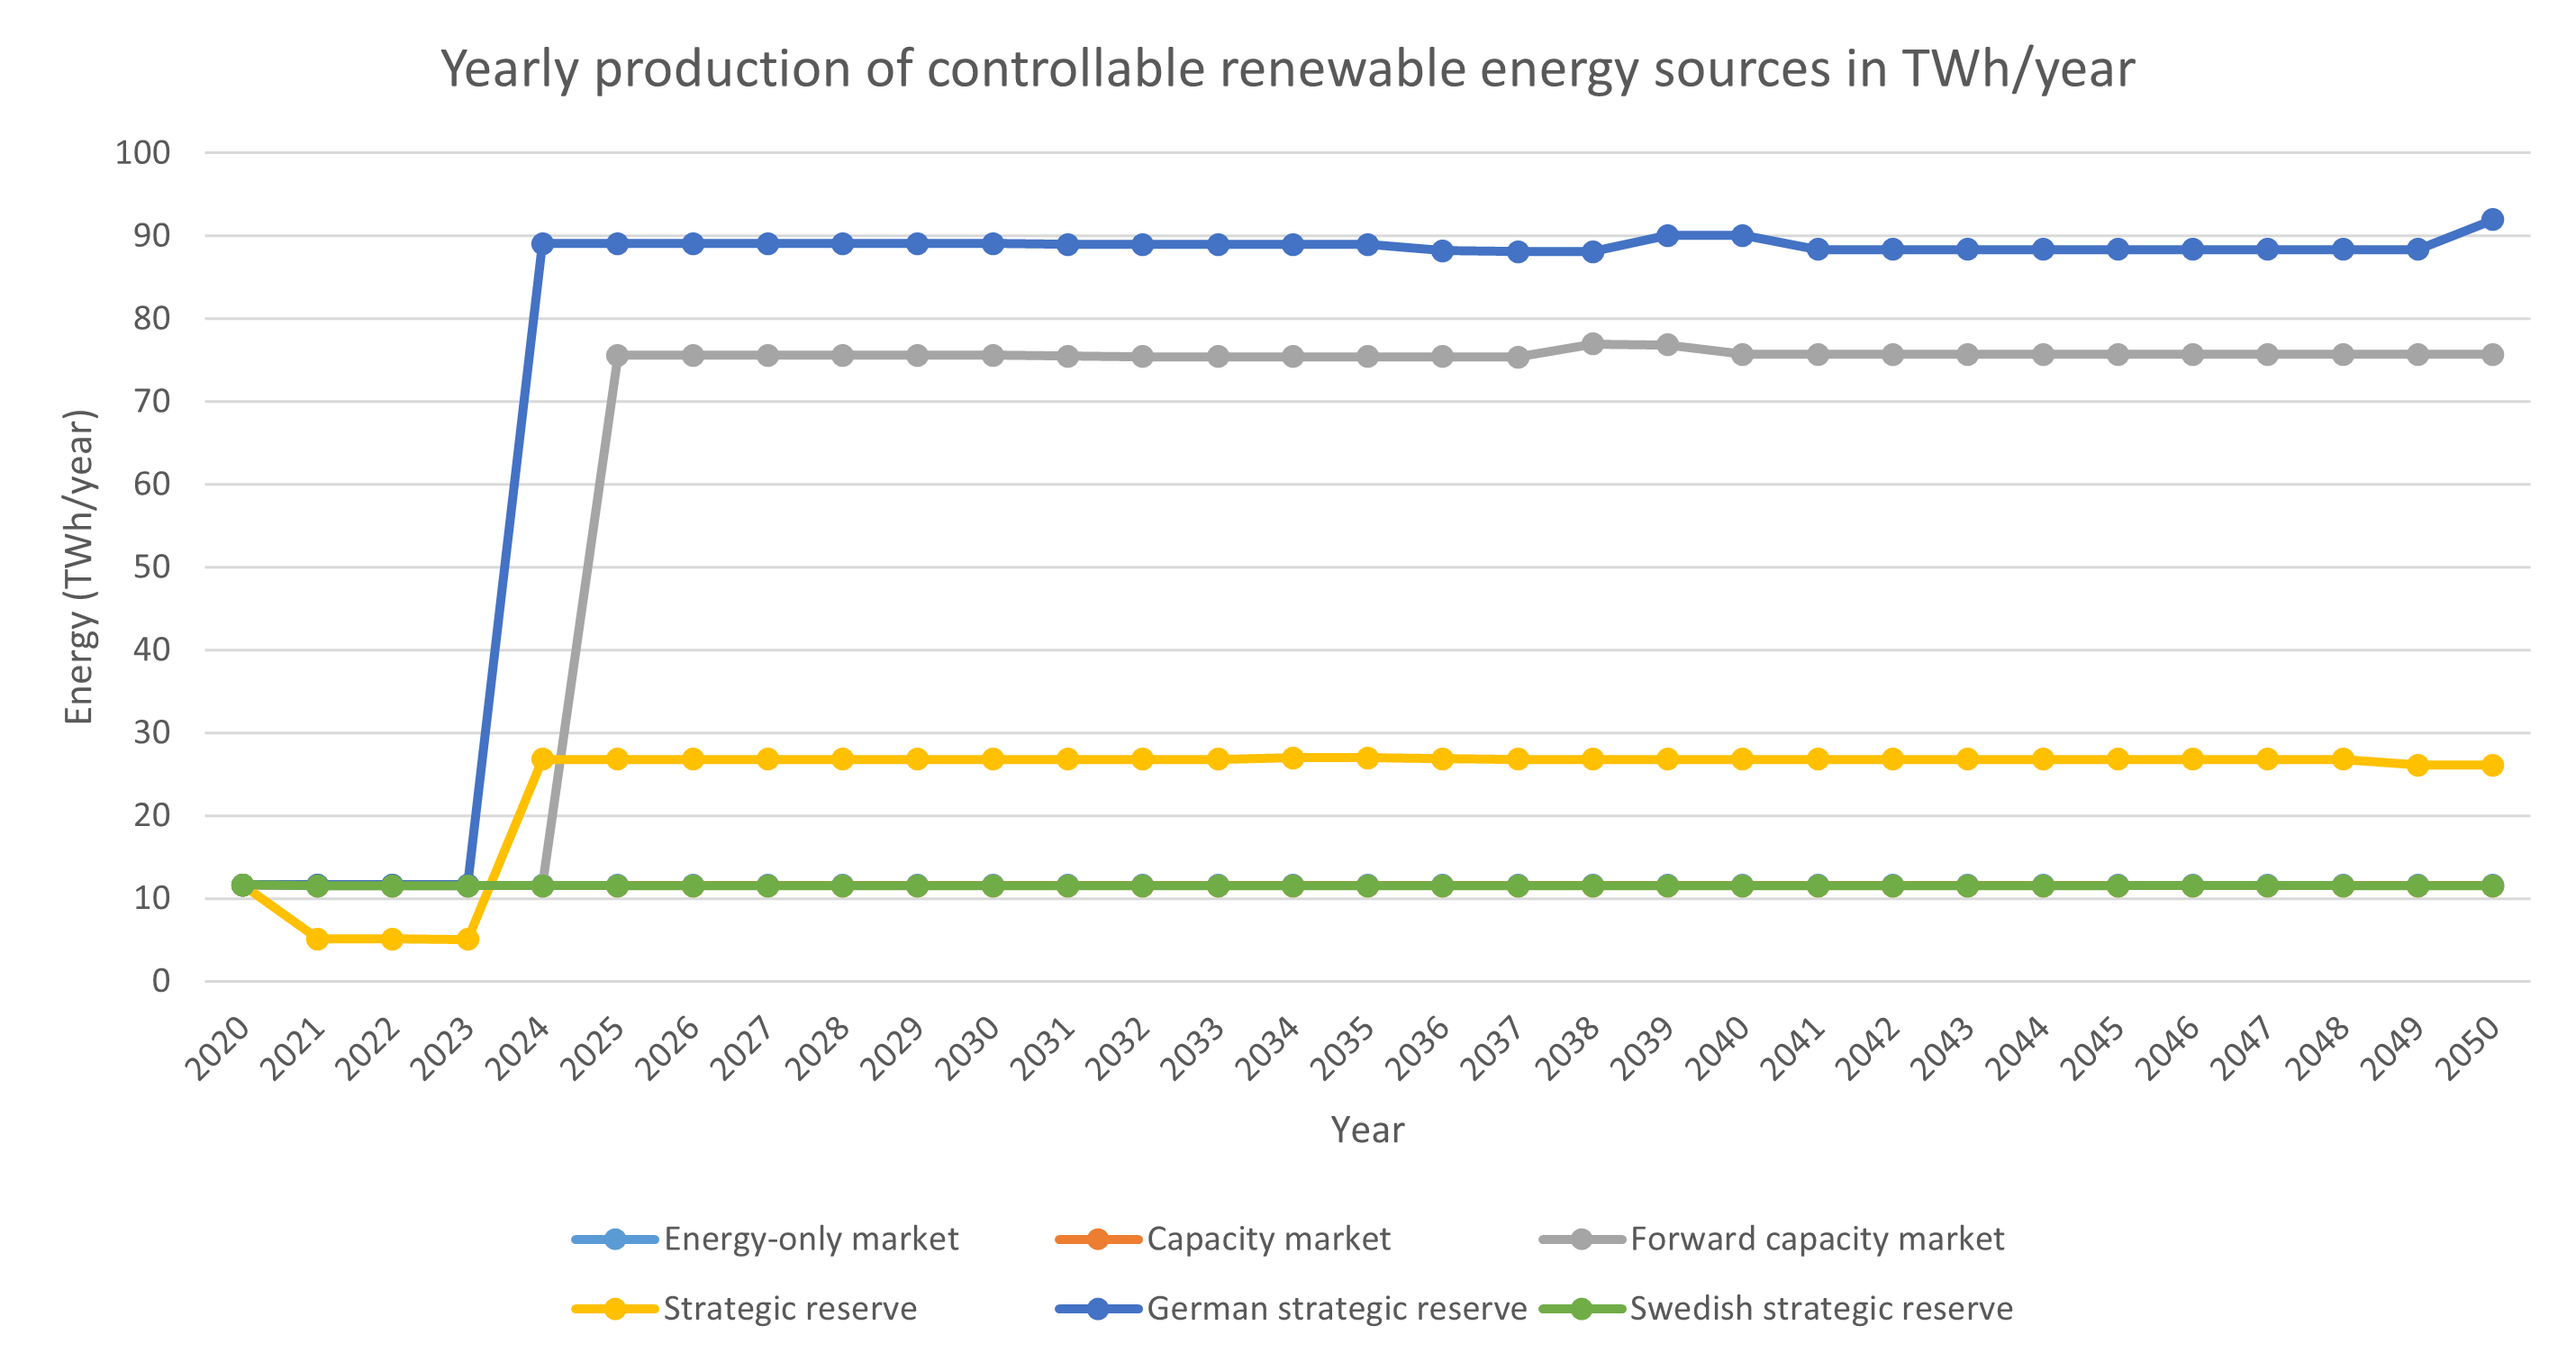 Yearly production of controllable renewable energy sources in TWh/year
100
90
80
70
60
50
40
30
20
10
0
Energy (TWh/year)
2020 2021 2022 2023 2024 2025 2026 2027 2028 2029 2030 2031 2032 2033 2034 2035 2036 2037 2038 2039 2040 2041 2042 2043 2044 2045 2046 2047 2048 2049 2050
Year
Energy-only market Capacity market Forward capacity market
Strategic reserve German strategic reserve Swedish strategic reserve